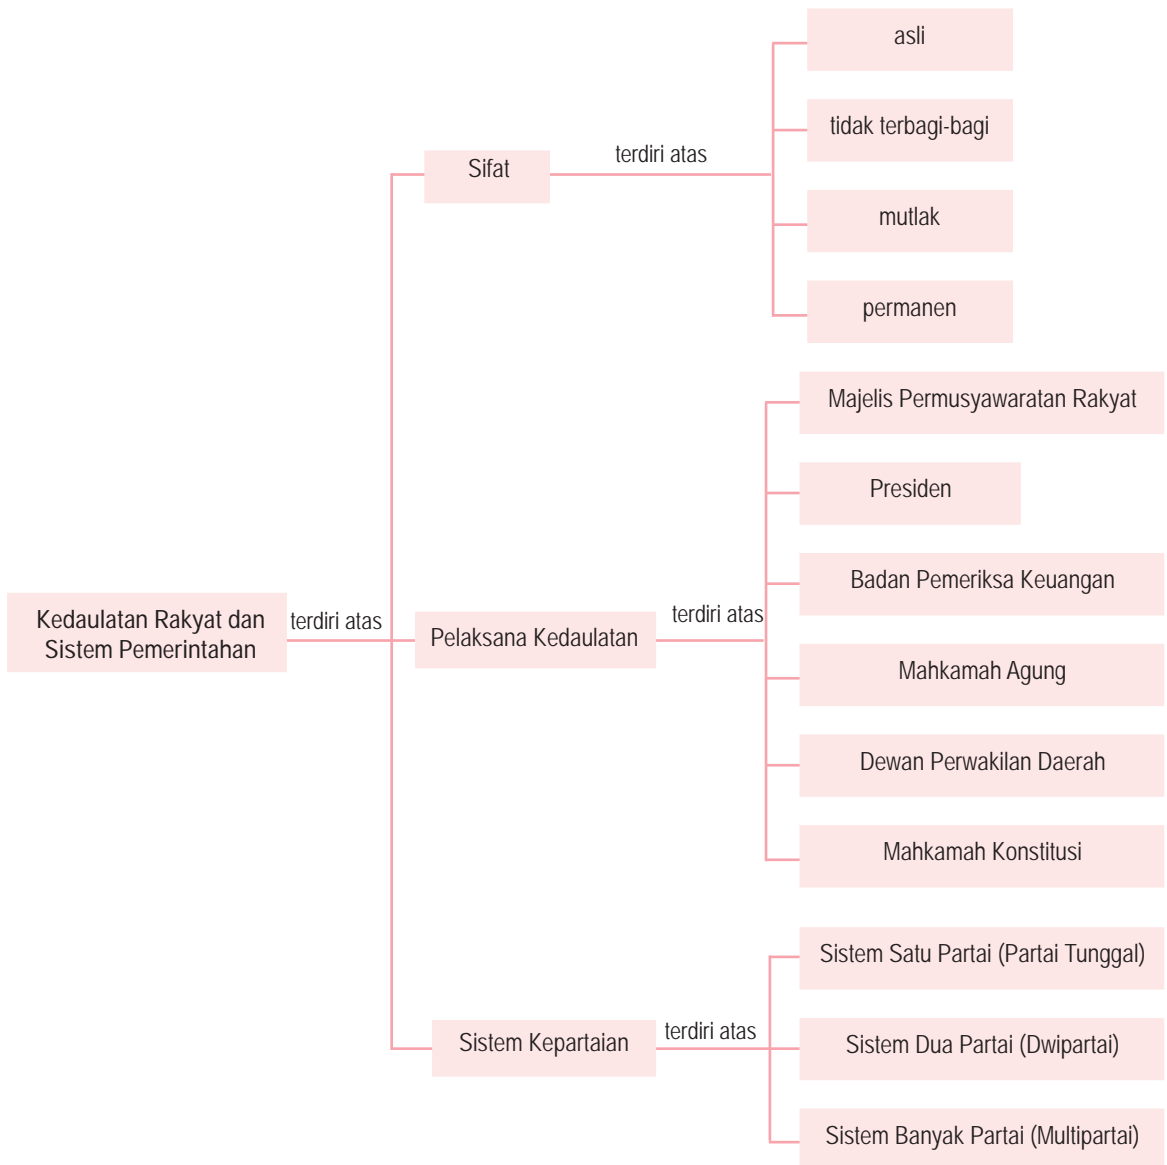 asli
tidak terbagi-bagi
Sifat
terdiri atas
mutlak
permanen
Majelis Permusyawaratan Rakyat
Presiden
Badan Pemeriksa Keuangan
Kedaulatan Rakyat dan
Sistem Pemerintahan
terdiri atas
Pelaksana Kedaulatan
terdiri atas
Mahkamah Agung
Dewan Perwakilan Daerah
Mahkamah Konstitusi
Sistem Satu Partai (Partai Tunggal)
Sistem Kepartaian
terdiri atas
Sistem Dua Partai (Dwipartai)
Sistem Banyak Partai (Multipartai)